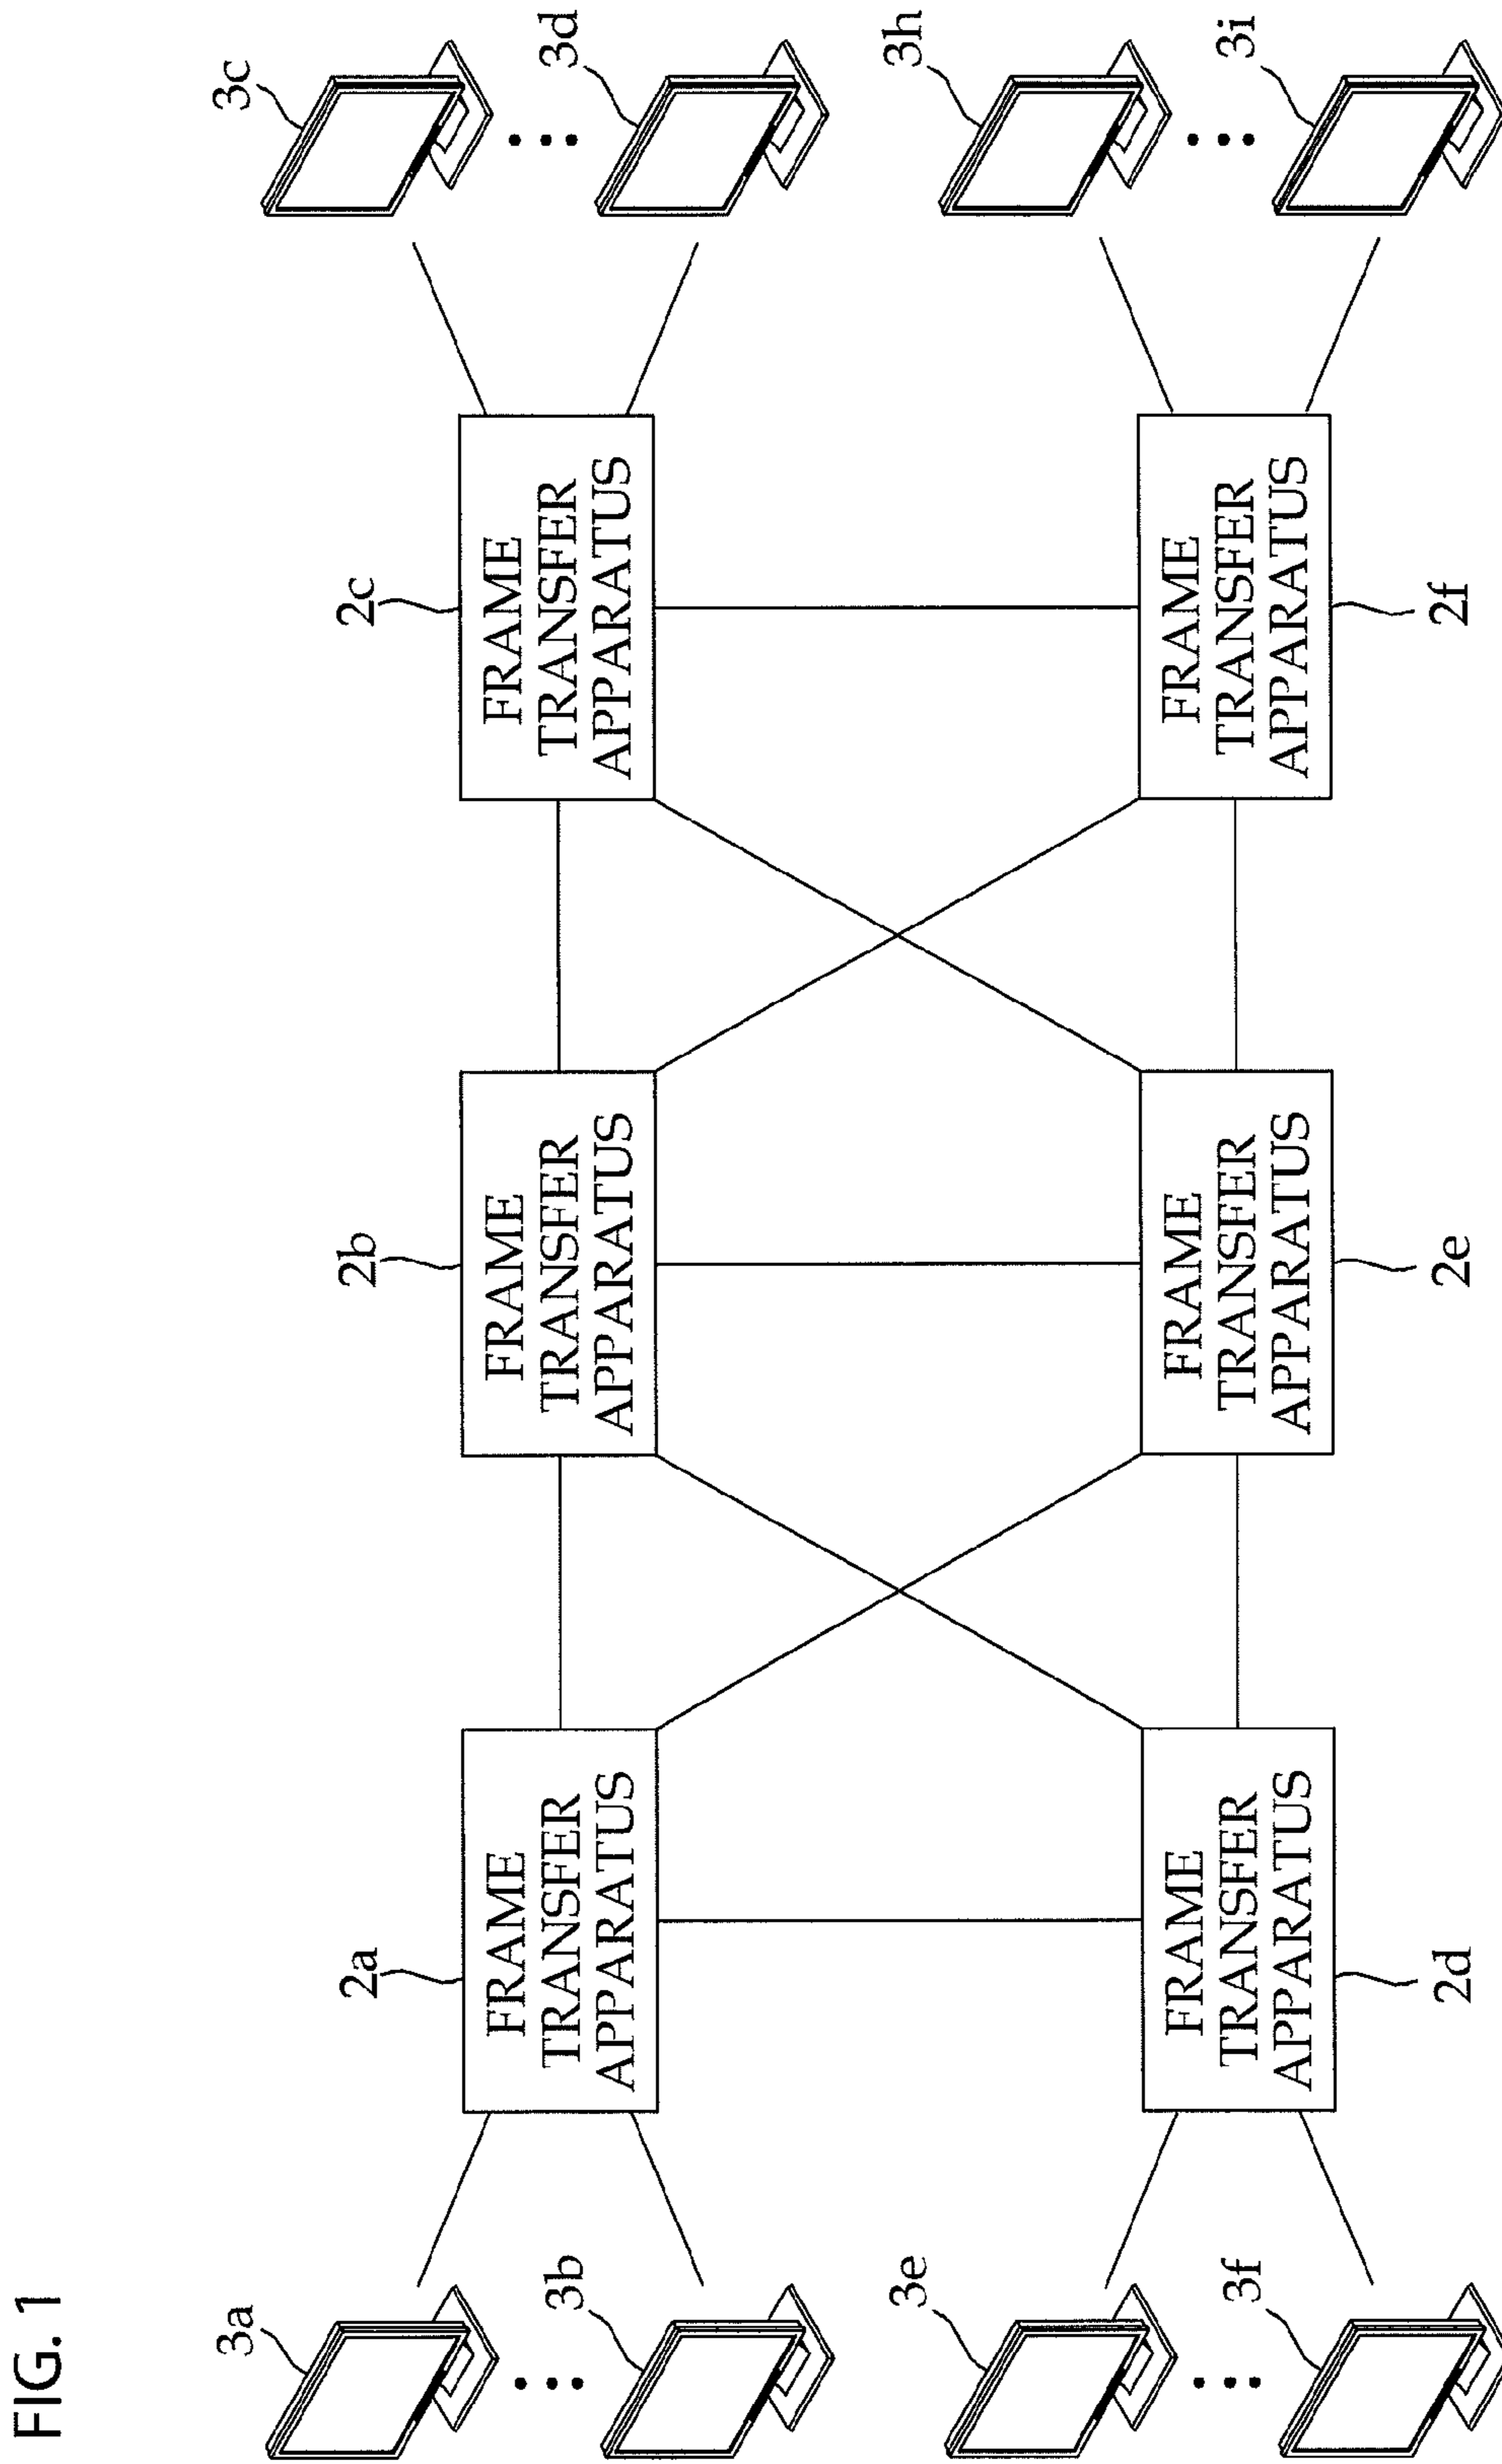 FIG. 1
3a
3b
3e
3f
2a
FRAME
TRANSFER
APPARATUS
2b
FRAME
TRANSFER
APPARATUS
2c
FRAME
TRANSFER
APPARATUS
FRAME
TRANSFER
APPARATUS
2d
FRAME
TRANSFER
APPARATUS
2e
FRAME
TRANSFER
APPARATUS
2f
3c
3d
3h
3i